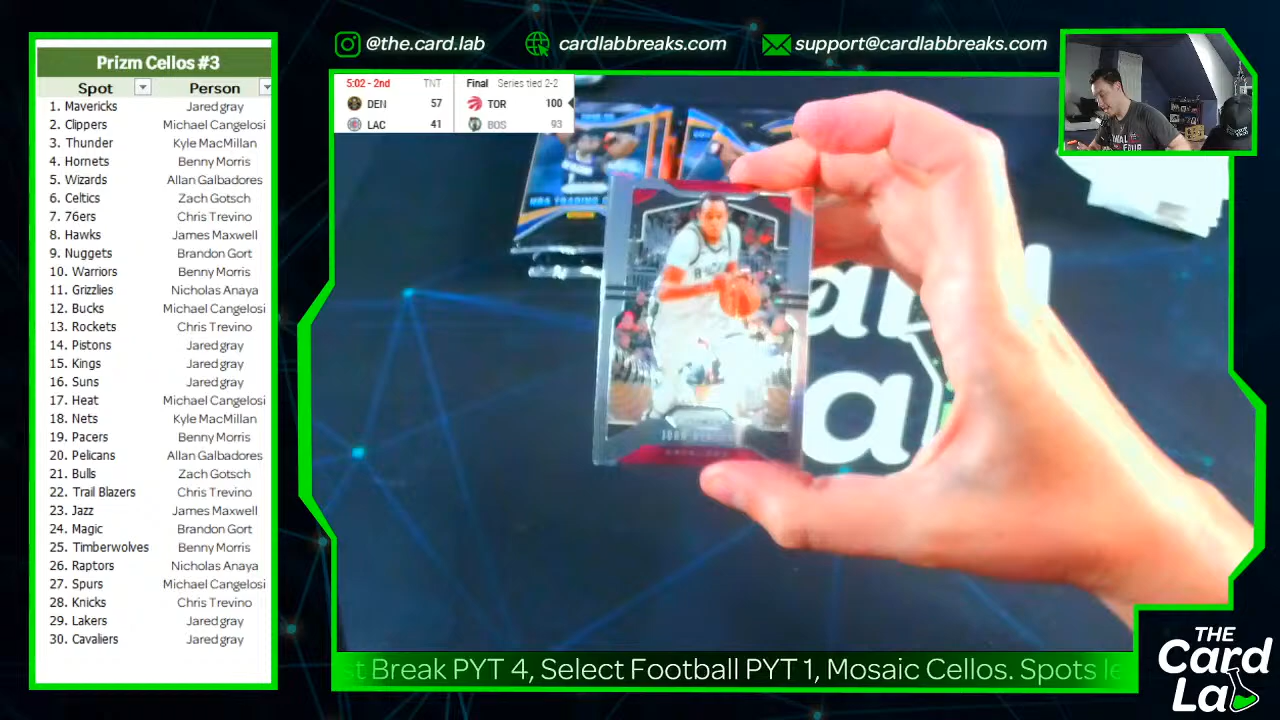 @the.card.lab
cardlabbreaks.com
support@cardlabbreaks.com
Prizm Cellos #3
Spot Person
1. Mavericks Jared gray
2. Clippers Michael Cangelosi
3. Thunder Kyle MacMillan
4. Hornets Benny Morris
5. Wizards Allan Galbadores
6. Celtics Zach Gotsch
7. 76ers Chris Trevino
8. Hawks James Maxwell
9. Nuggets Brandon Gort
10. Warriors Benny Morris
11. Grizzlies Nicholas Anaya
12. Bucks Michael Cangelosi
13. Rockets Chris Trevino
14. Pistons Jared gray
15. Kings Jared gray
16. Suns Jared gray
17. Heat Michael Cangelosi
18. Nets Kyle MacMillan
19. Pacers Benny Morris
20. Pelicans Allan Galbadores
21. Bulls Zach Gotsch
22. Trail Blazers Chris Trevino
23. Jazz James Maxwell
24. Magic Brandon Gort
25. Timberwolves Benny Morris
26. Raptors Nicholas Anaya
27. Spurs Michael Cangelosi
28. Knicks Chris Trevino
29. Lakers Jared gray
30. Cavaliers Jared gray
5:02 - 2nd TNT
DEN 57
LAC 41
Final Series tied 2-2
TOR 100
BOS 93
st Break PYT 4, Select Football PYT 1, Mosaic Cellos. Spots le
THE
Card
Lab